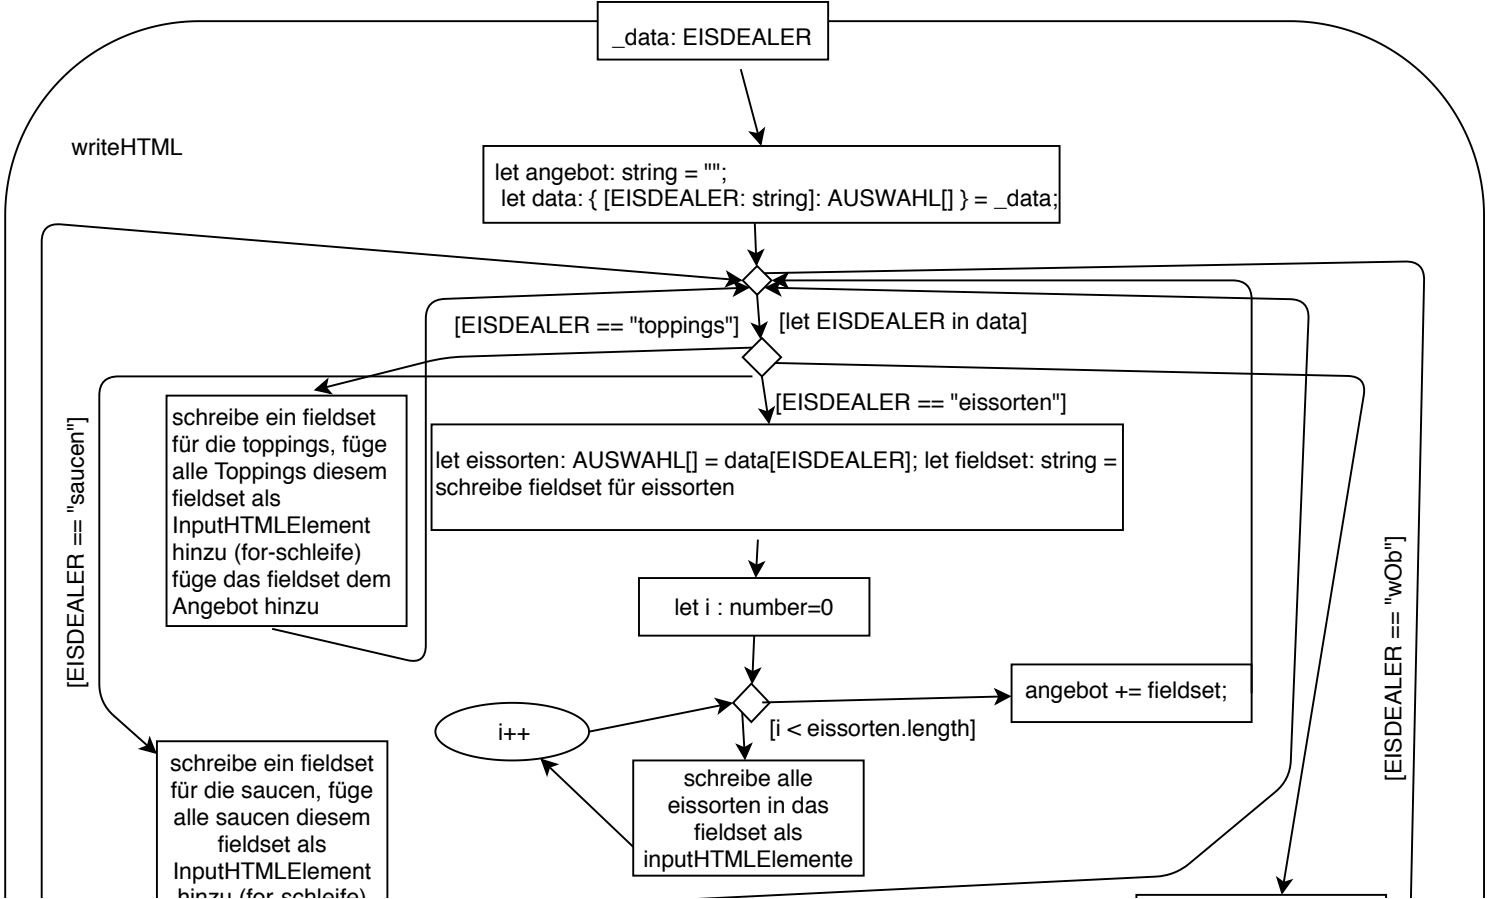 _data: EISDEALER
writeHTML
let angebot: string = "";
let data: { [EISDEALER: string]: AUSWAHL[] } = _data;
[EISDEALER == "toppings"]
[let EISDEALER in data]
[EISDEALER == "eissorten"]
schreibe ein fieldset
für die toppings, füge
alle Toppings diesem
fieldset als
InputHTMLElement
hinzu (for-schleife)
füge das fieldset dem
Angebot hinzu
let eissorten: AUSWAHL[] = data[EISDEALER]; let fieldset: string =
schreibe fieldset für eissorten
[EISDEALER == "saucen"]
[EISDEALER == "wOb"]
let i : number=0
angebot += fieldset;
i++
[i < eissorten.length]
schreibe alle
eissorten in das
fieldset als
inputHTMLElemente
schreibe ein fieldset
für die saucen, füge
alle saucen diesem
fieldset als
InputHTMLElement
hinzu (for-schleife)